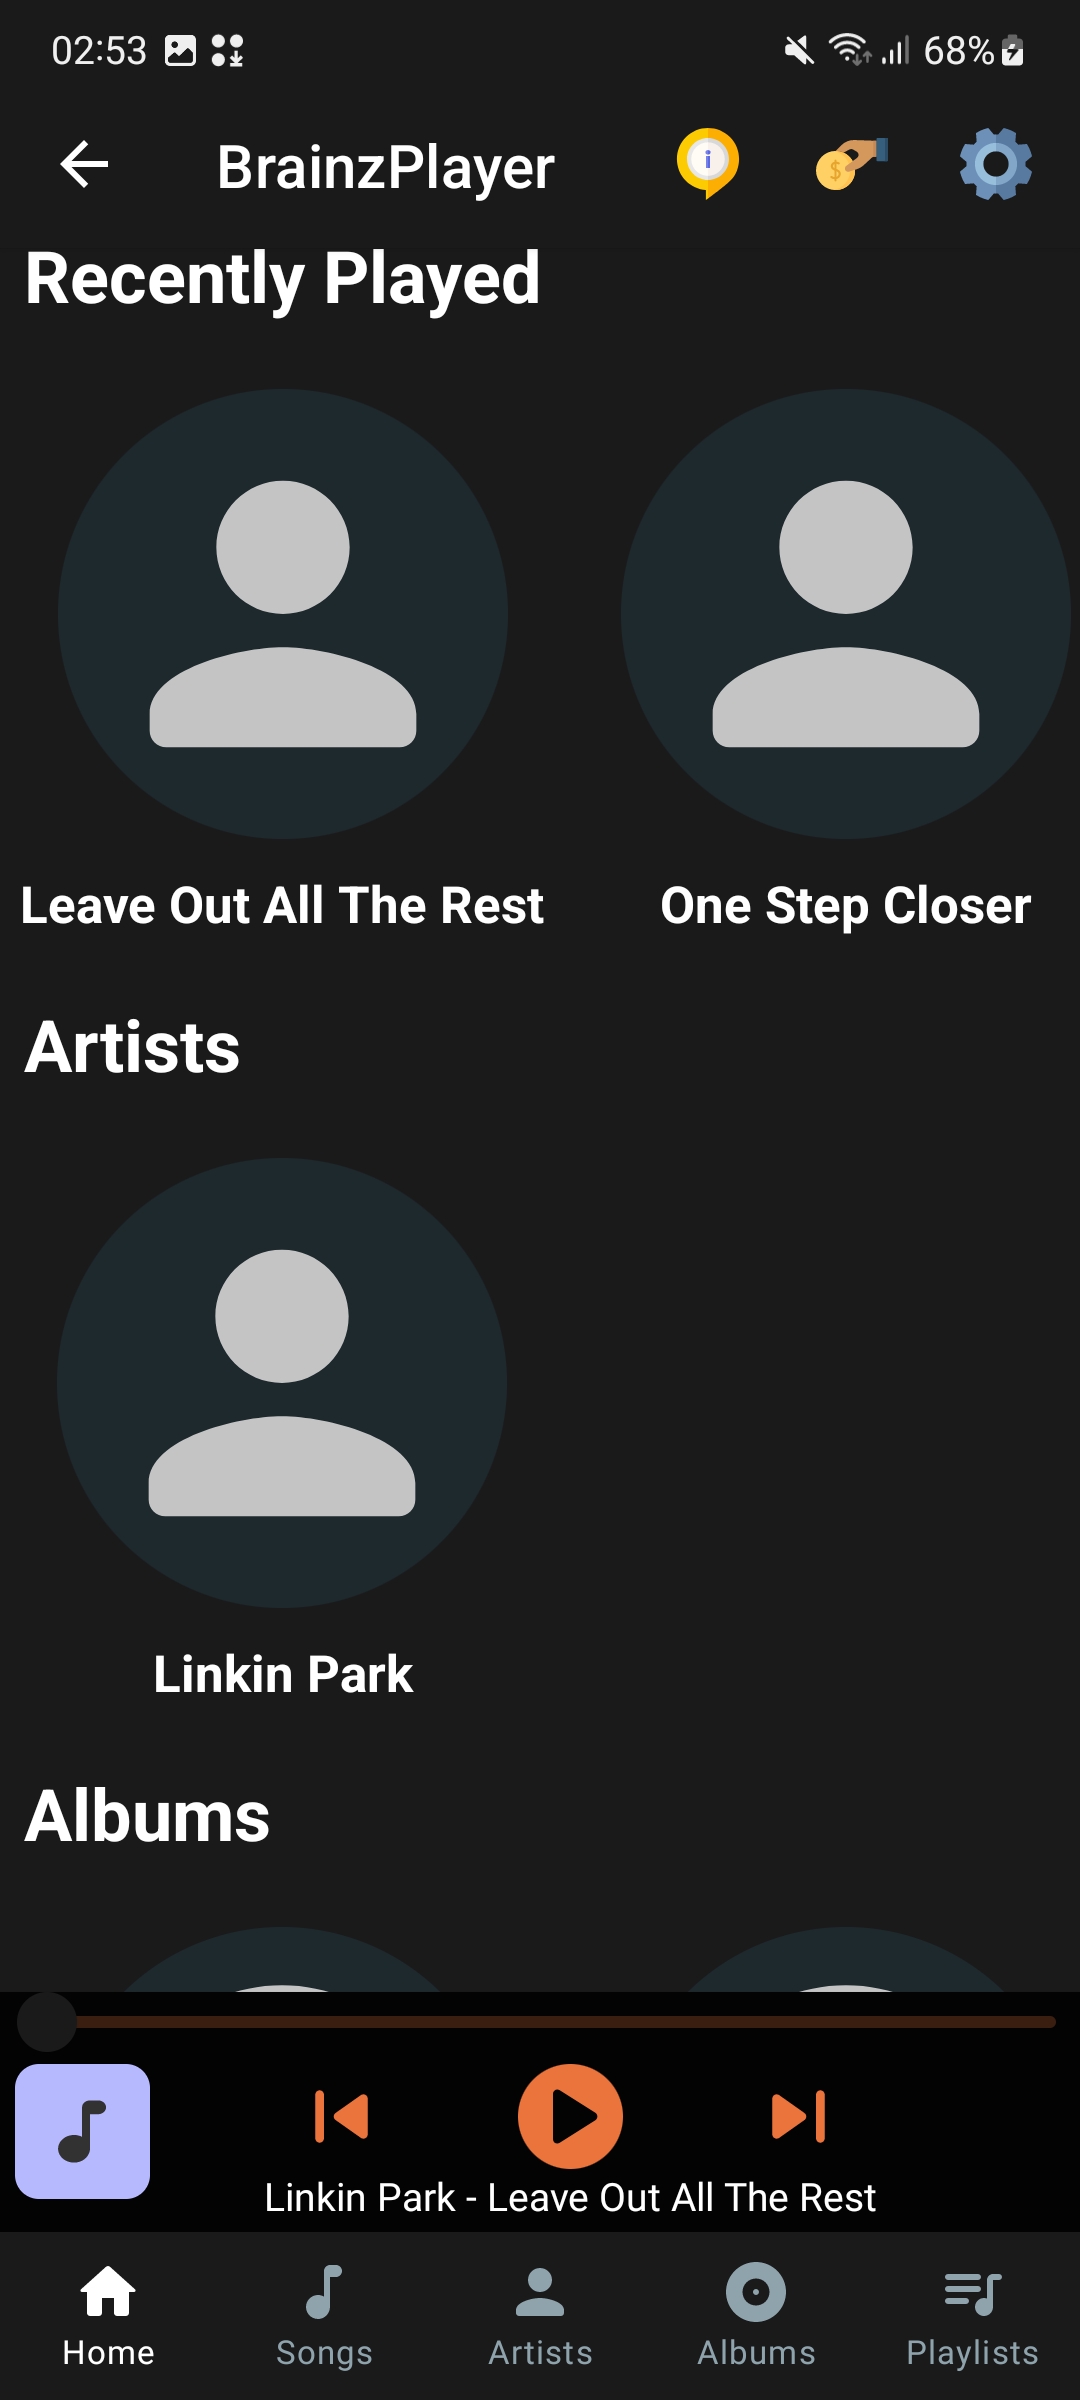 02:53
68%
BrainzPlayer
Recently Played
Leave Out All The Rest
One Step Closer
Artists
Linkin Park
Albums
Linkin Park - Leave Out All The Rest
Home
Songs
Artists
Albums
Playlists